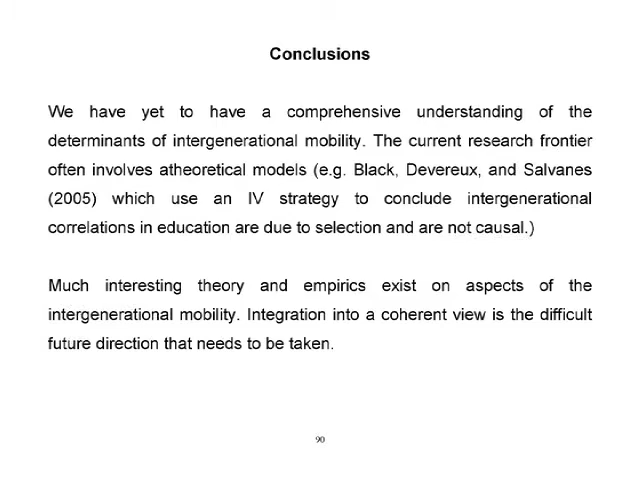 Conclusions
We have yet to have a comprehensive understanding of the
determinants of intergenerational mobility. The current research frontier
often involves atheoretical models (e.g. Black, Devereux, and Salvanes
(2005) which use an IV strategy to conclude intergenerational
correlations in education are due to selection and are not causal.)
Much interesting theory and empirics exist on aspects of the
intergenerational mobility. Integration into a coherent view is the difficult
future direction that needs to be taken.
90